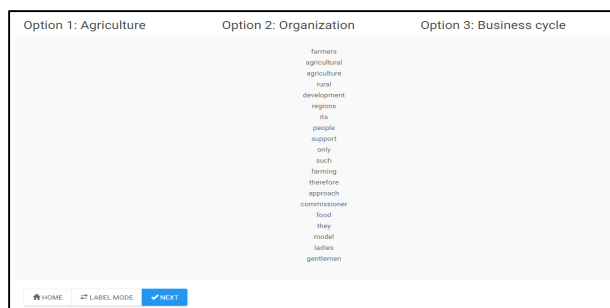 Option 1: Agriculture Option 2: Organization Option 3: Business cycle
farmers
agricultural
agriculture
rural
development
regions
its
people
support
only
such
farming
therefore
approach
commissioner
food
they
model
ladies
gentlemen
HOME LABEL MODE NEXT